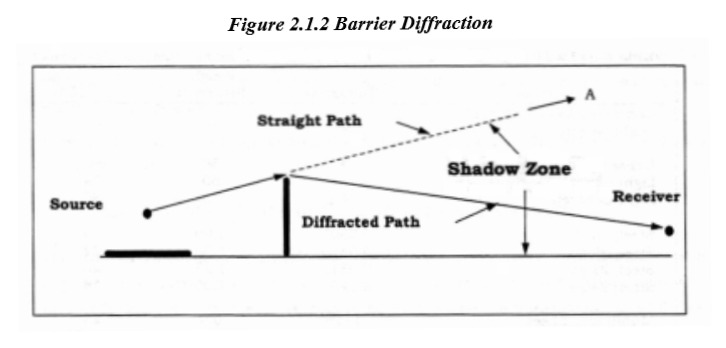 Figure 2.1.2 Barrier Diffraction
A
Straight Path
Shadow Zone
Source
Receiver
Diffracted Path